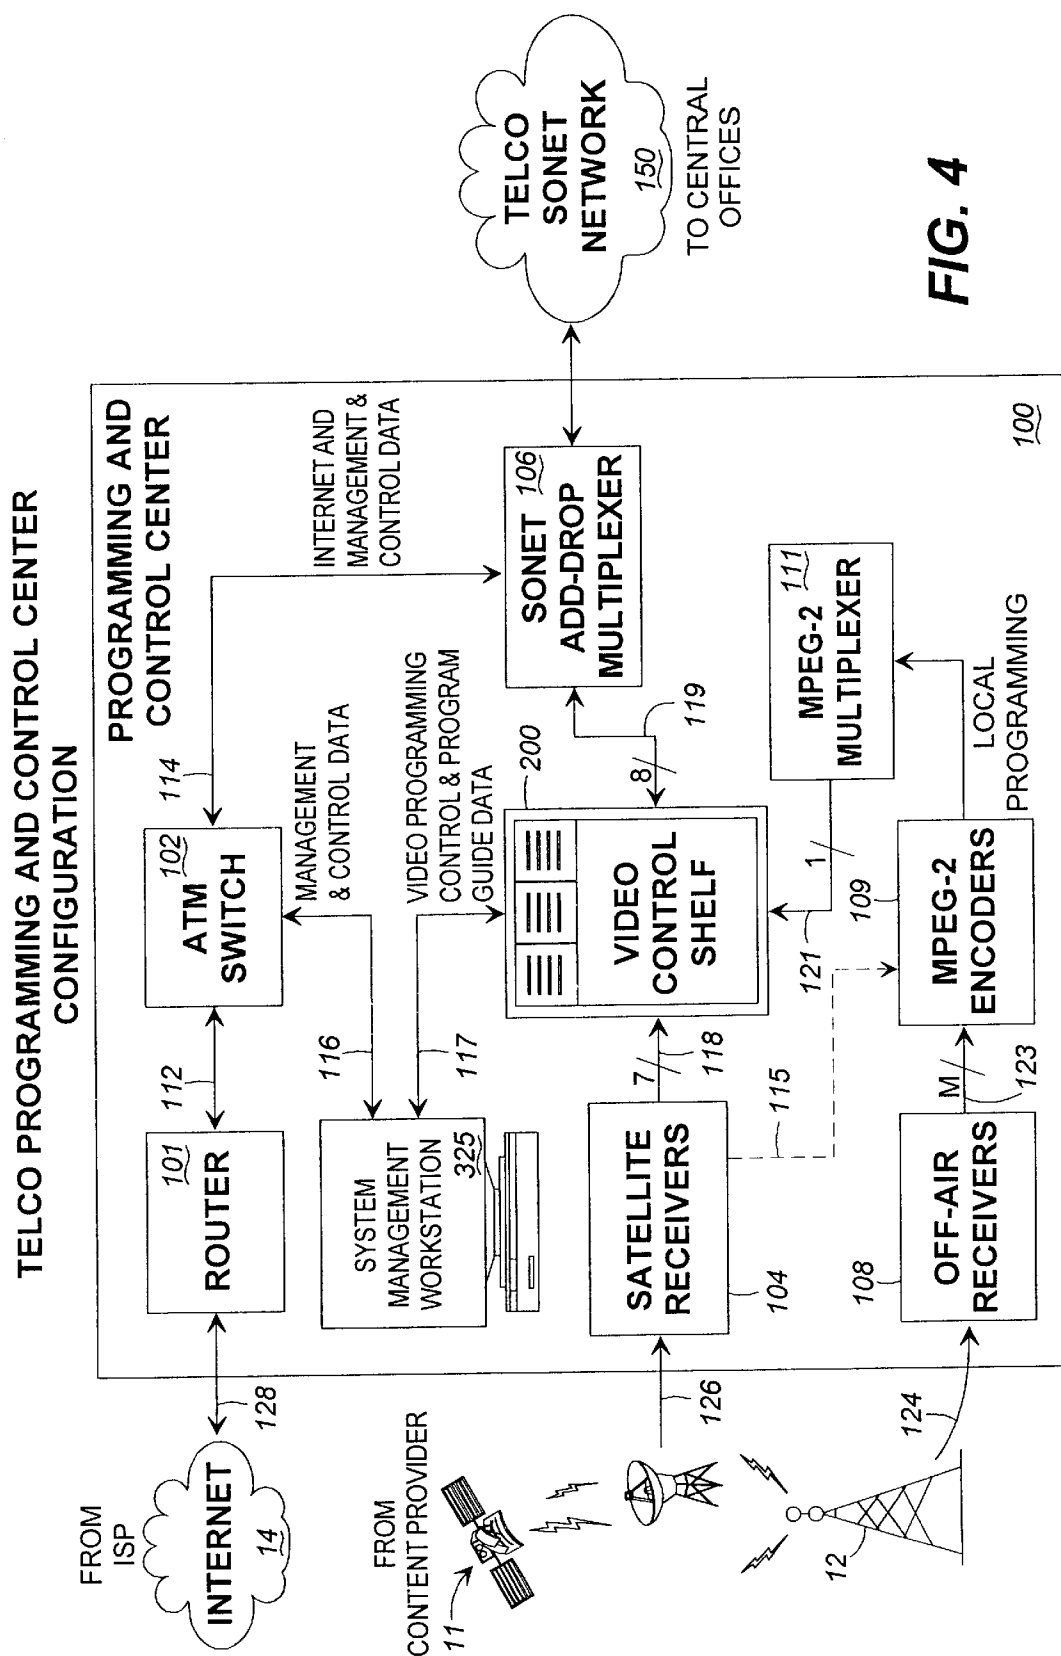 TELCO PROGRAMMING AND CONTROL CENTER
CONFIGURATION
PROGRAMMING AND
CONTROL CENTER
FROM
ISP
INTERNET
14
128
ROUTER
101
112
ATM
SWITCH
102
114
INTERNET AND
MANAGEMENT &
CONTROL DATA
MANAGEMENT
& CONTROL DATA
116
SYSTEM
MANAGEMENT
WORKSTATION
325
117
VIDEO PROGRAMMING
CONTROL & PROGRAM
GUIDE DATA
SONET
ADD-DROP
MULTIPLEXER
106
TELCO
SONET
NETWORK
150
TO CENTRAL
OFFICES
FROM
CONTENT PROVIDER
11
126
SATELLITE
RECEIVERS
104
7
118
115
200
VIDEO
CONTROL
SHELF
8
119
121
1
MPEG-2
MULTIPLEXER
111
12
124
OFF-AIR
RECEIVERS
108
M
123
MPEG-2
ENCODERS
109
LOCAL
PROGRAMMING
100
FIG. 4